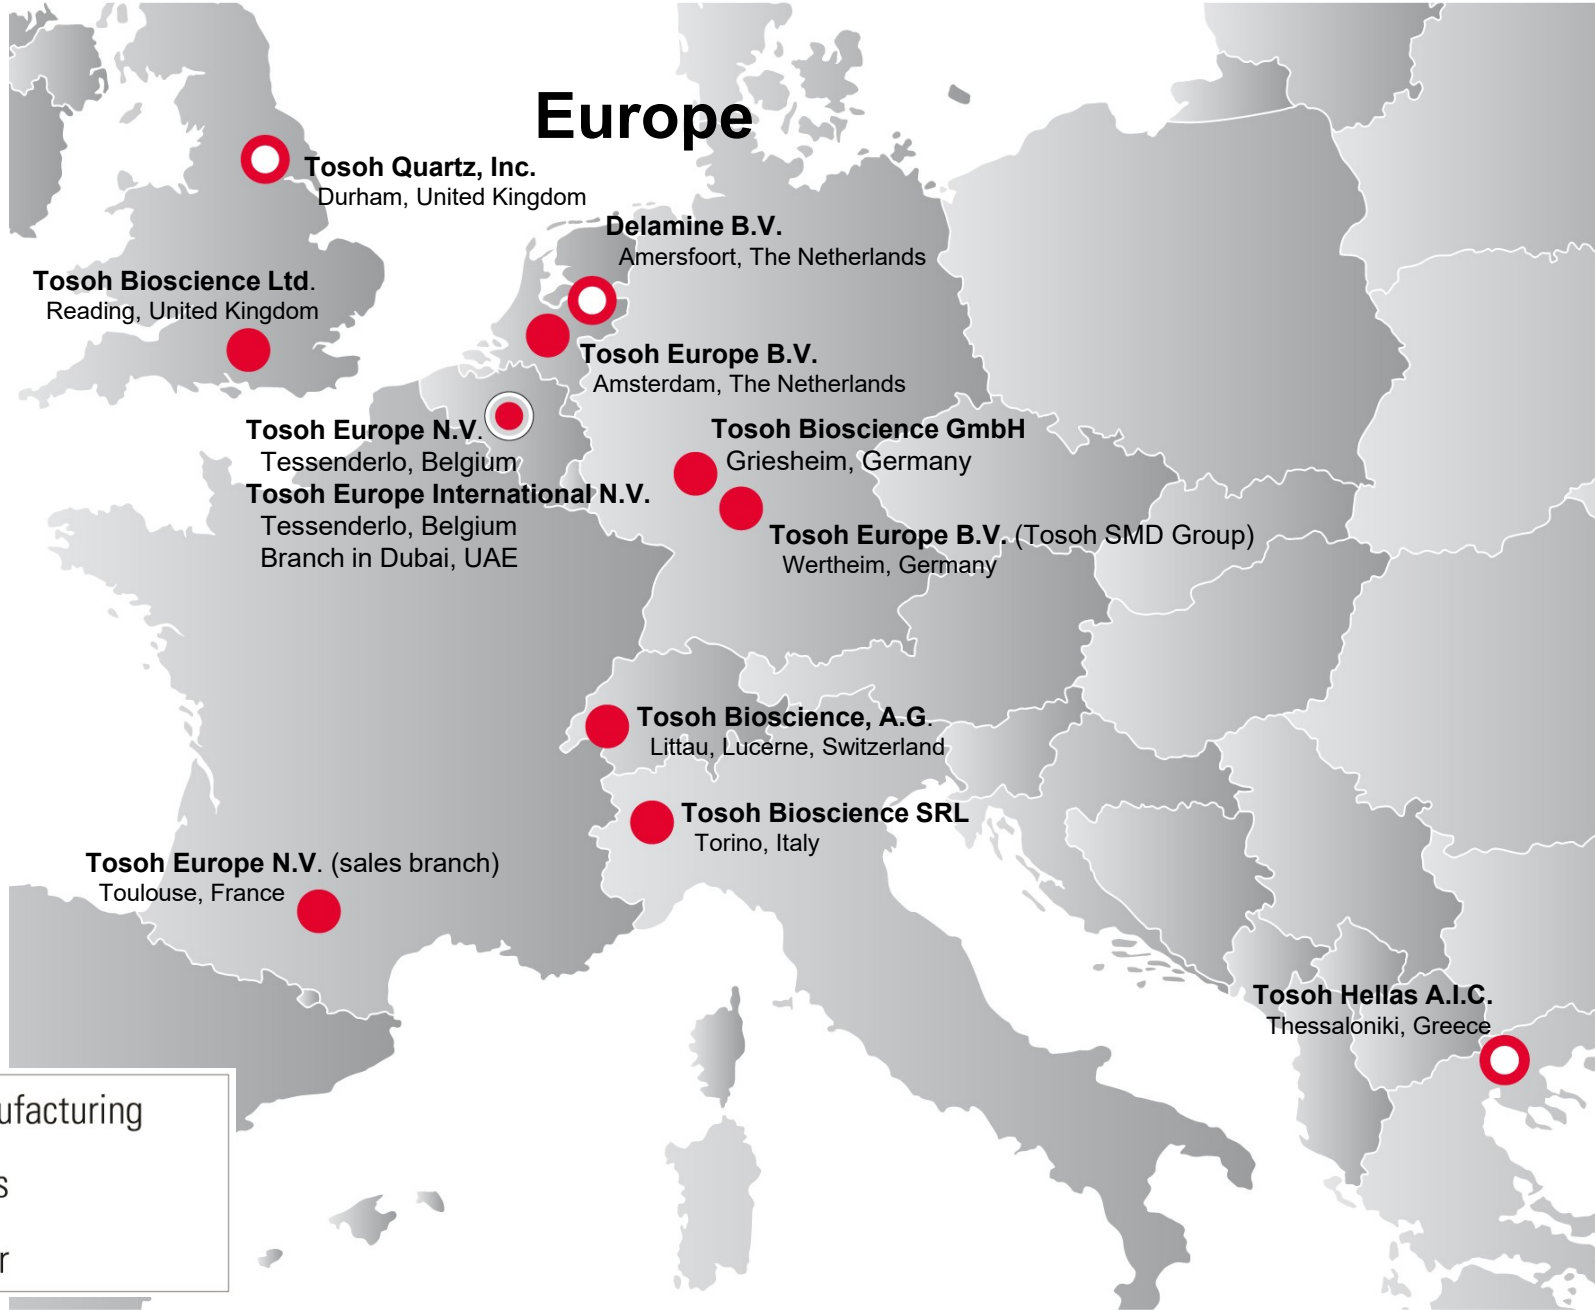 Europe
Tosoh Quartz, Inc.
Durham, United Kingdom
Delamine B.V.
Amersfoort, The Netherlands
Tosoh Bioscience Ltd.
Reading, United Kingdom
Tosoh Europe B.V.
Amsterdam, The Netherlands
Tosoh Europe N.V.
Tessenderlo, Belgium
Tosoh Europe International N.V.
Tessenderlo, Belgium
Branch in Dubai, UAE
Tosoh Bioscience GmbH
Griesheim, Germany
Tosoh Europe B.V. (Tosoh SMD Group)
Wertheim, Germany
Tosoh Bioscience, A.G.
Littau, Lucerne, Switzerland
Tosoh Bioscience SRL
Torino, Italy
Tosoh Europe N.V. (sales branch)
Toulouse, France
Tosoh Hellas A.I.C.
Thessaloniki, Greece
ufacturing
s
r